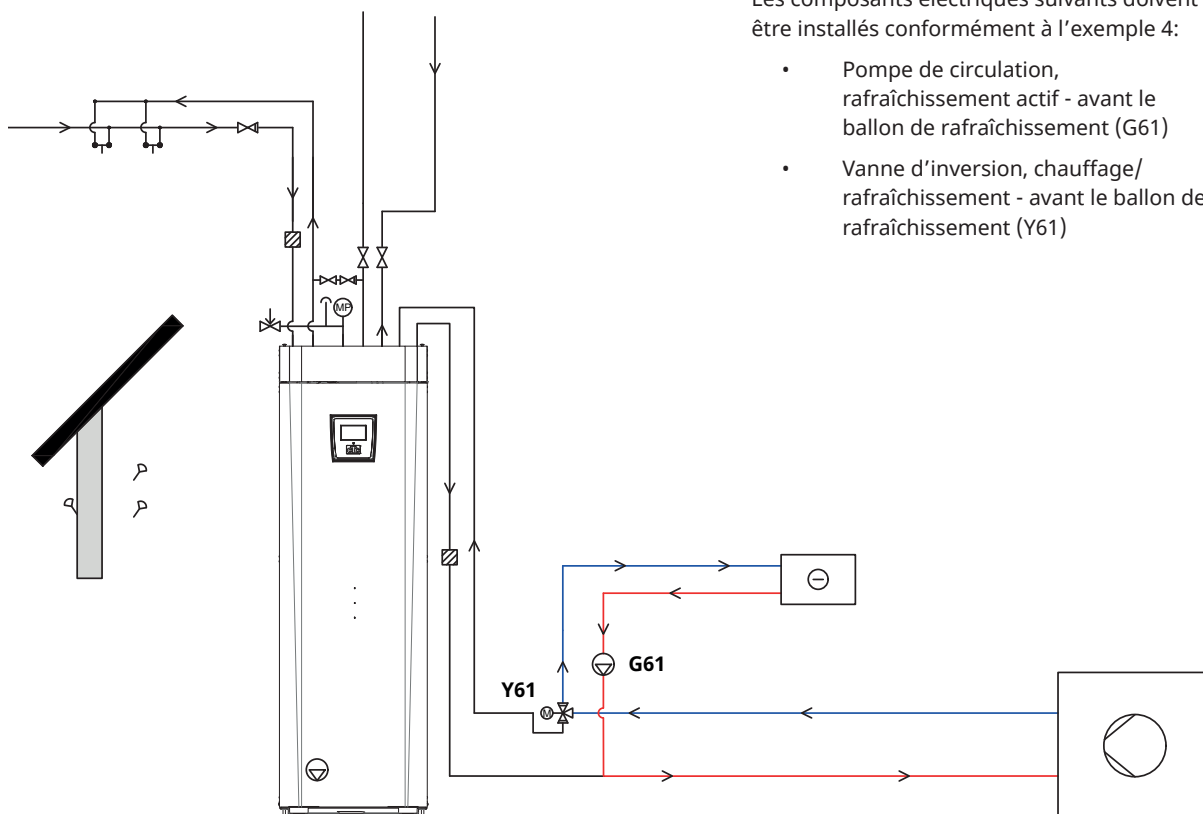 Les composants électriques suivants doivent
être installés conformément à l'exemple 4:
• Pompe de circulation,
rafraîchissement actif - avant le
ballon de rafraîchissement (G61)
• Vanne d'inversion, chauffage/
rafraîchissement - avant le ballon de
rafraîchissement (Y61)
MP
G61
Y61
M